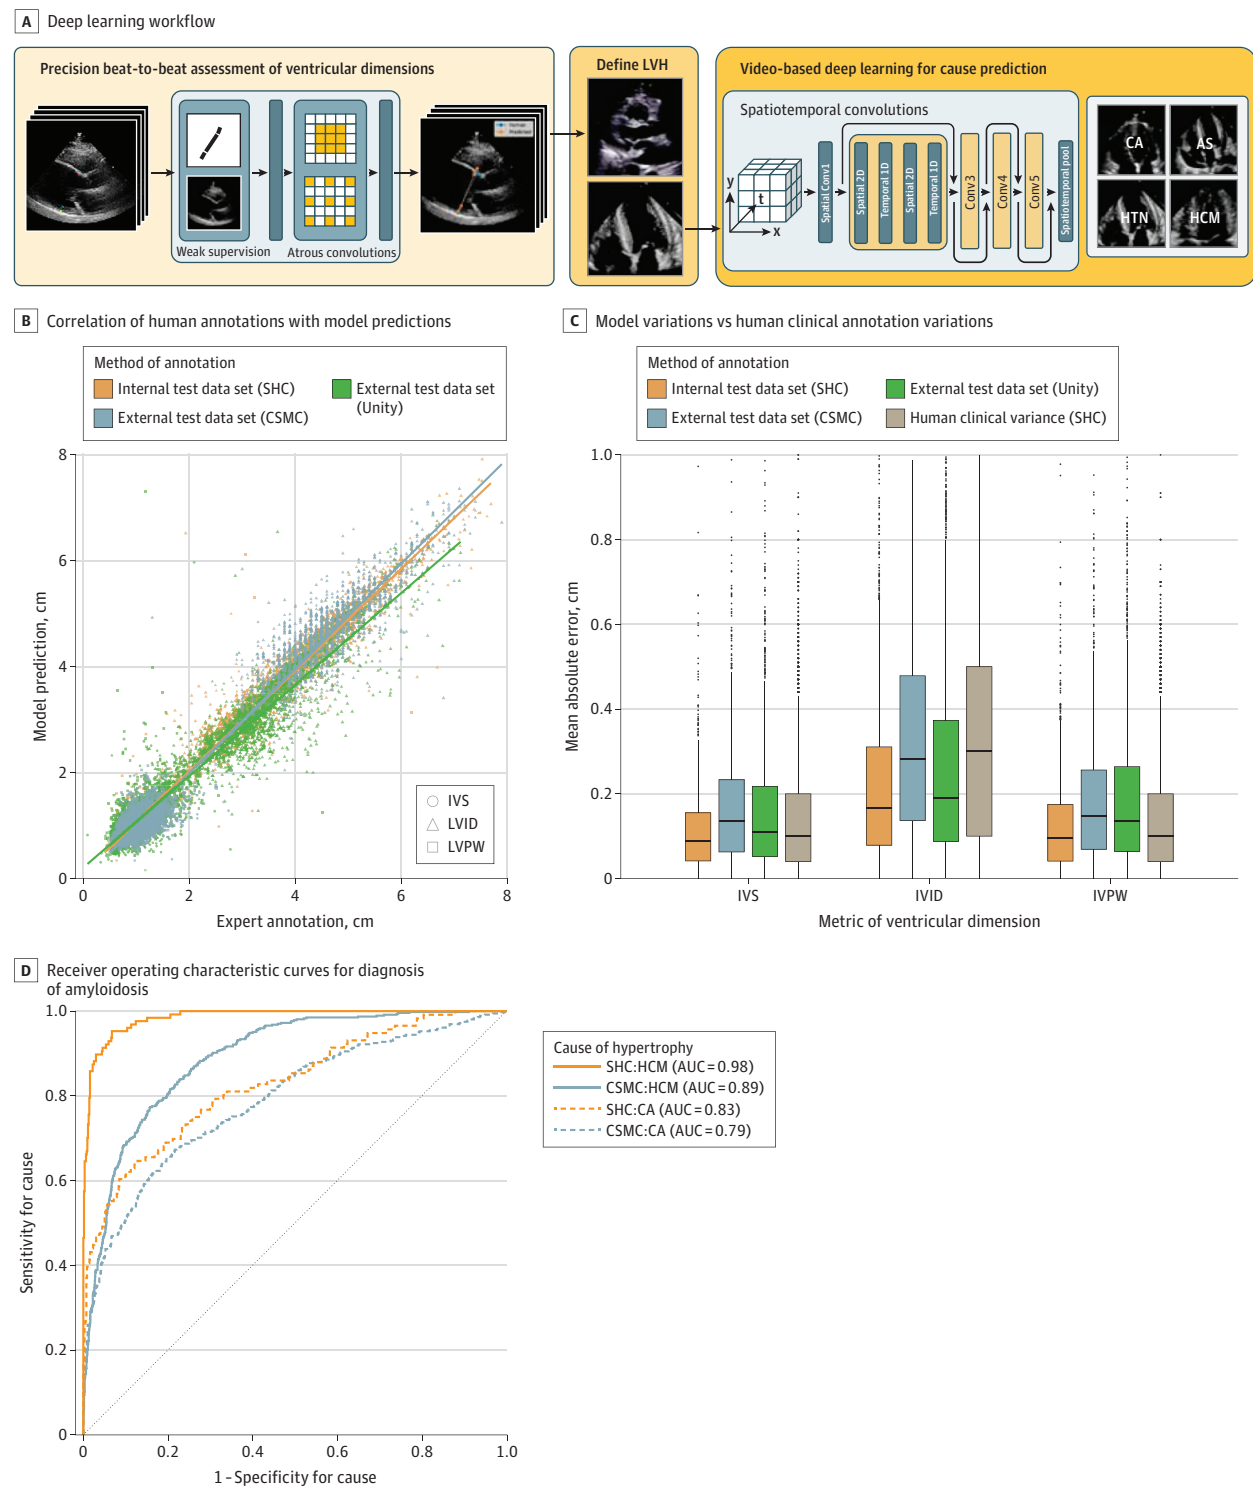 A Deep learning workflow
Precision beat-to-beat assessment of ventricular dimensions
Weak supervision
Atrous convolutions
Human
Predicted
Define LVH
Video-based deep learning for cause prediction
Spatiotemporal convolutions
y
t
x
Spatial Conv1
Spatial 2D
Temporal 1D
Spatial 2D
Temporal 1D
Conv3
Conv4
Conv5
Spatiotemporal pool
CA
AS
HTN
HCM
B Correlation of human annotations with model predictions
Method of annotation
Internal test data set (SHC)
External test data set (CSMC)
External test data set
(Unity)
8
6
4
2
0
Model prediction, cm
IVS
LVID
LVPW
0 2 4 6 8
Expert annotation, cm
C Model variations vs human clinical annotation variations
Method of annotation
Internal test data set (SHC)
External test data set (CSMC)
External test data set (Unity)
Human clinical variance (SHC)
1.0
0.8
0.6
0.4
0.2
0
Mean absolute error, cm
IVS IVID IVPW
Metric of ventricular dimension
D Receiver operating characteristic curves for diagnosis
of amyloidosis
1.0
0.8
0.6
0.4
0.2
0
Sensitivity for cause
0 0.2 0.4 0.6 0.8 1.0
1 - Specificity for cause
Cause of hypertrophy
SHC:HCM (AUC = 0.98)
CSMC:HCM (AUC = 0.89)
SHC:CA (AUC = 0.83)
CSMC:CA (AUC = 0.79)